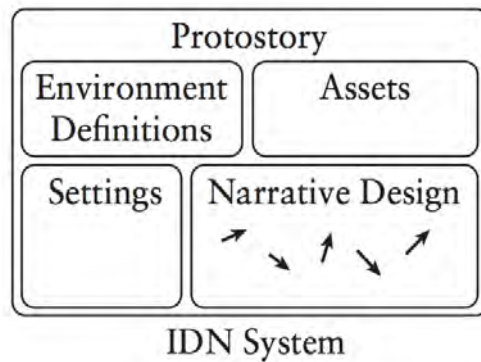 Protostory
Environment
Definitions
Assets
Settings
Narrative Design
IDN System